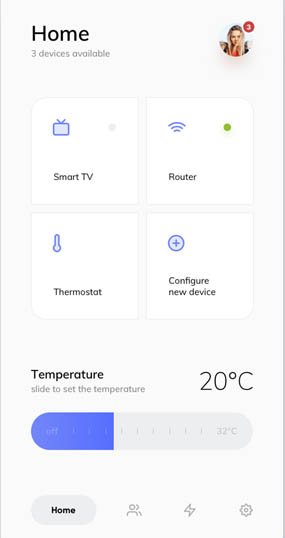 Home
3
3 devices available
Smart TV
Router
Thermostat
Configure
new device
Temperature
slide to set the temperature
20°C
off
32°C
Home